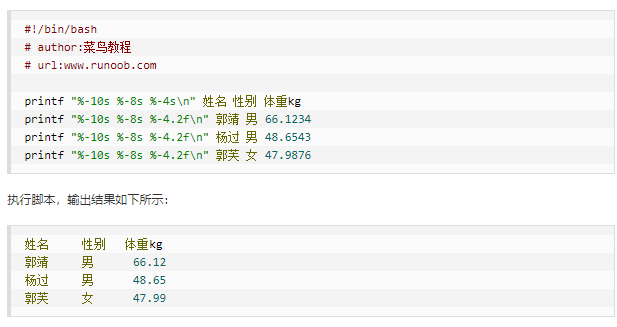 #!/bin/bash
# author:菜鸟教程
# url:www.runoob.com
printf "%-10s %-8s %-4s\n" 姓名 性别 体重kg
printf "%-10s %-8s %-4.2f\n" 郭靖 男 66.1234
printf "%-10s %-8s %-4.2f\n" 杨过 男 48.6543
printf "%-10s %-8s %-4.2f\n" 郭芙 女 47.9876
执行脚本，输出结果如下所示：
姓名     性别   体重kg
郭靖     男      66.12
杨过     男      48.65
郭芙     女      47.99